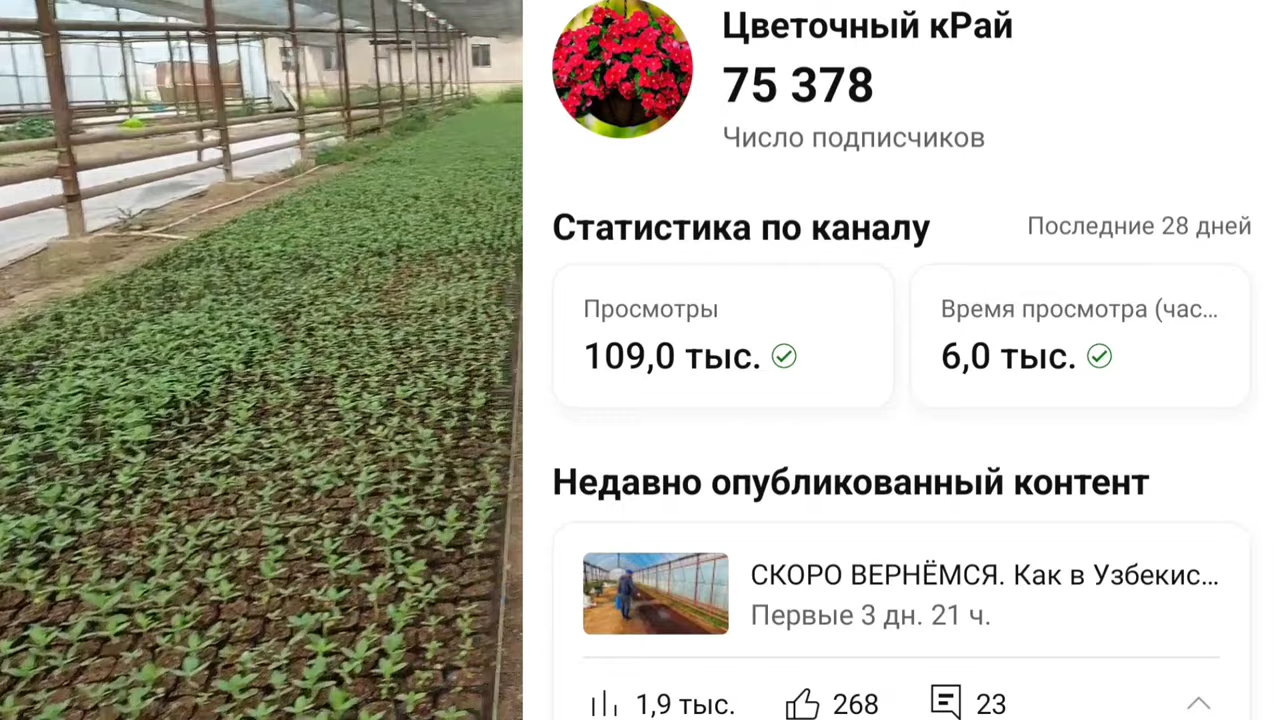 Цветочный кРай
75 378
Число подписчиков
Статистика по каналу
Последние 28 дней
Просмотры
Время просмотра (час...
109,0 тыс.
6,0 тыс.
Недавно опубликованный контент
СКОРО ВЕРНЁМСЯ. Как в Узбекис...
Первые 3 дн. 21 ч.
1,9 тыс.
268
23